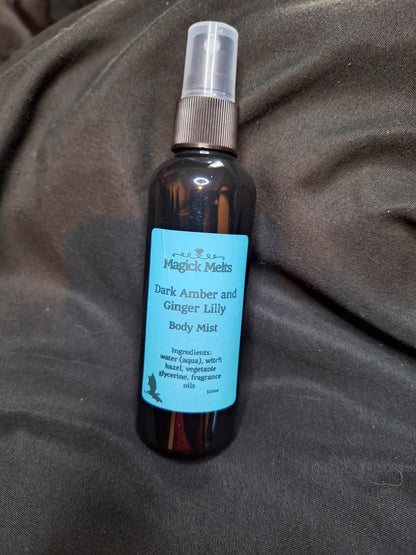 Magick Melts
Dark Amber and
Ginger Lilly
Body Mist
Ingredients:
water (aqua), witch
hazel, vegetable
glycerine, fragrance
oils